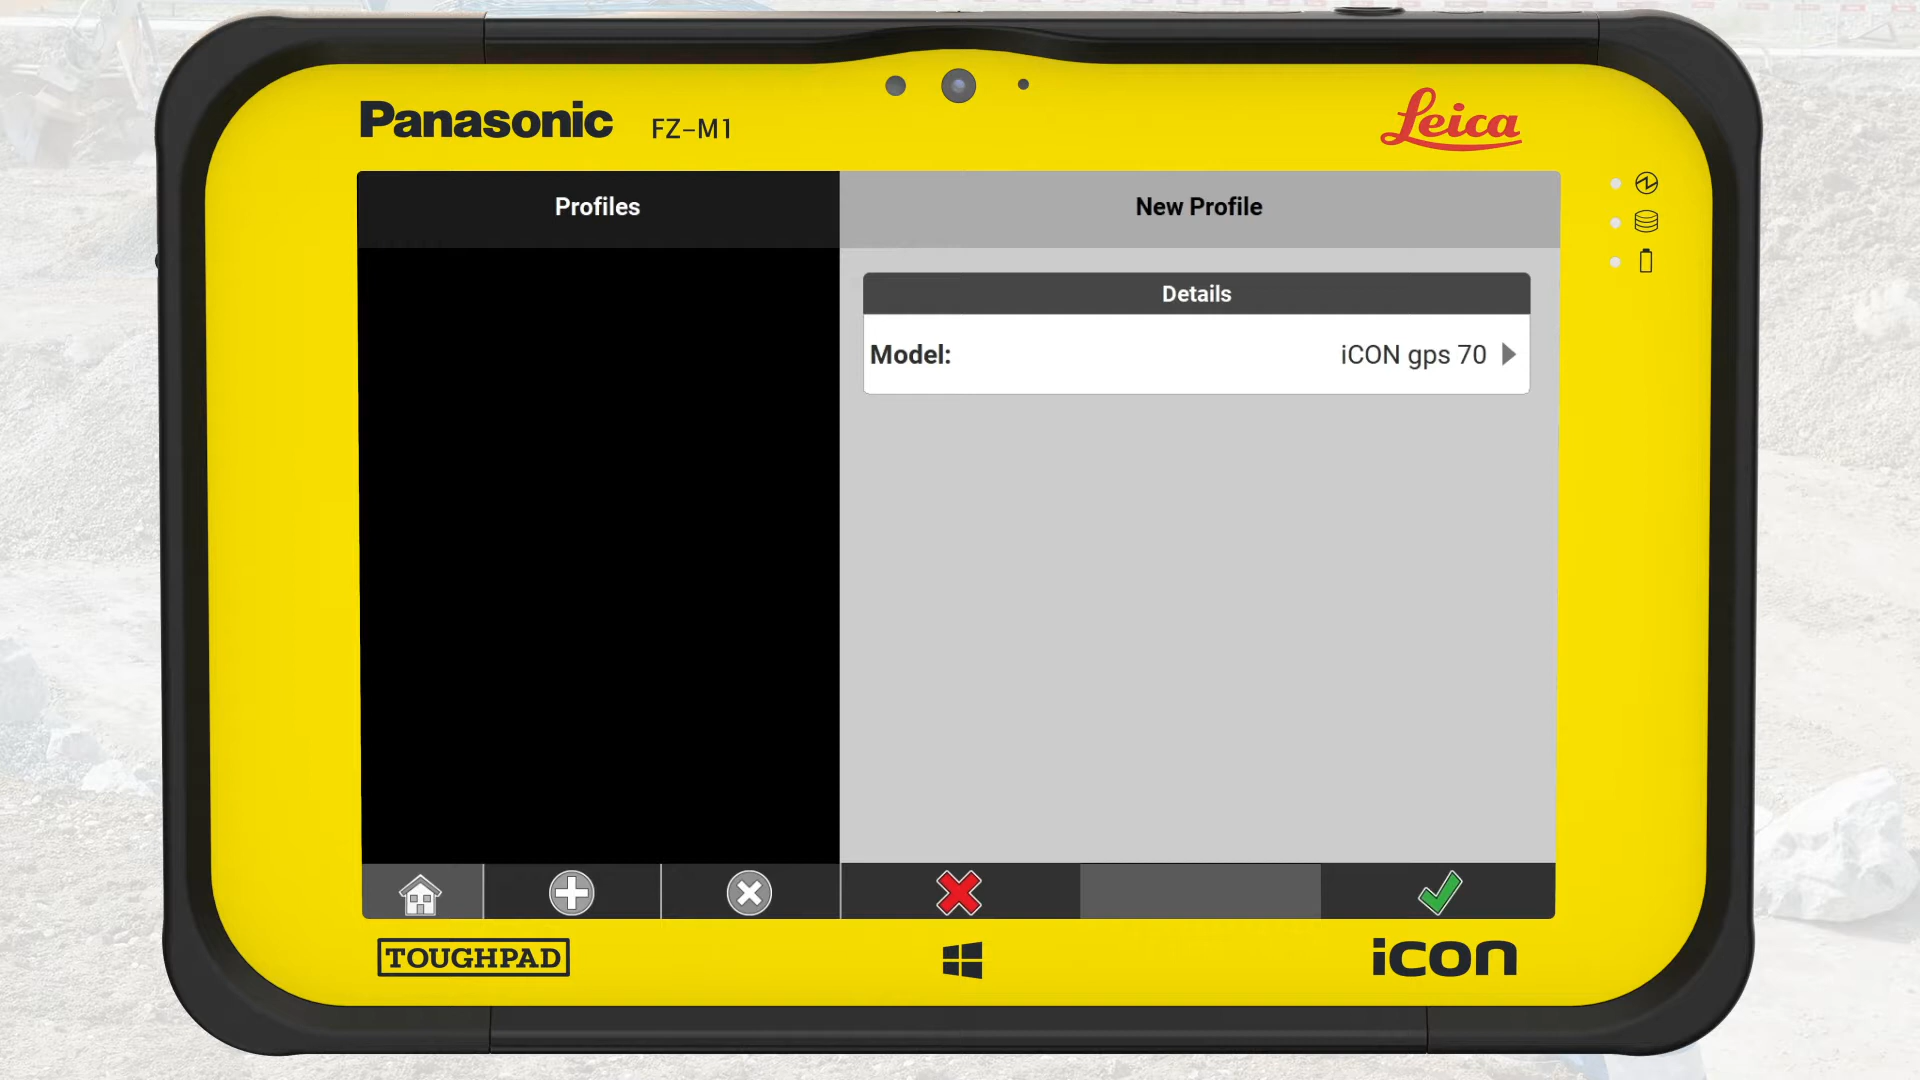 Panasonic FZ-M1
Leica
Profiles
New Profile
Details
Model:
iCON gps 70
TOUGHPAD
iCON